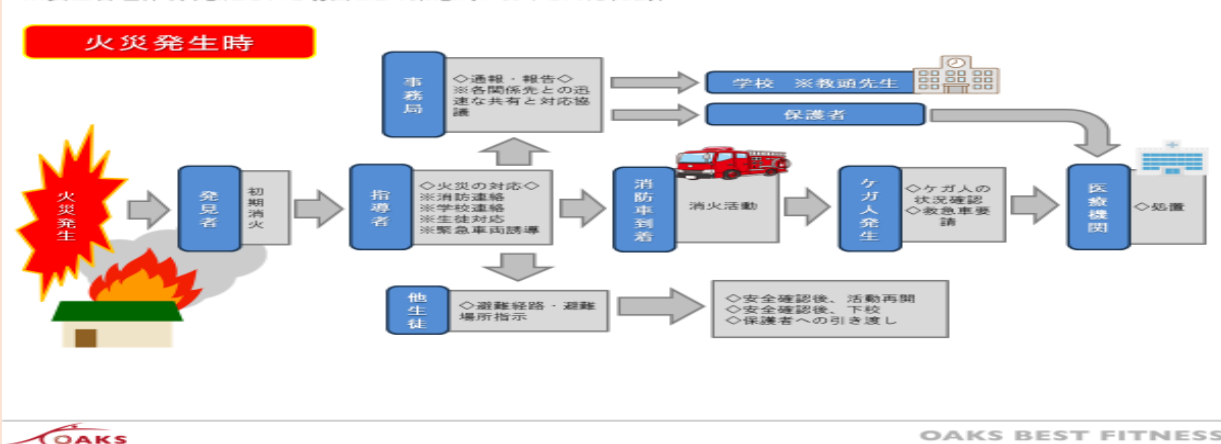 火災発生時
事務局
◇通報・報告◇
※各関係先との迅
速な共有と対応協
議
学校 ※教頭先生
保護者
火災発生
発見者
初期消火
指導者
◇火災の対応◇
※消防連絡
※学校連絡
※生徒対応
※緊急車両誘導
消防車到着
消火活動
ケガ人発生
◇ケガ人の
状況確認
◇救急車要
請
医療機関
◇処置
他生徒
◇避難経路・避難
場所指示
◇安全確認後、活動再開
◇安全確認後、下校
◇保護者への引き渡し
OAKS
OAKS BEST FITNESS